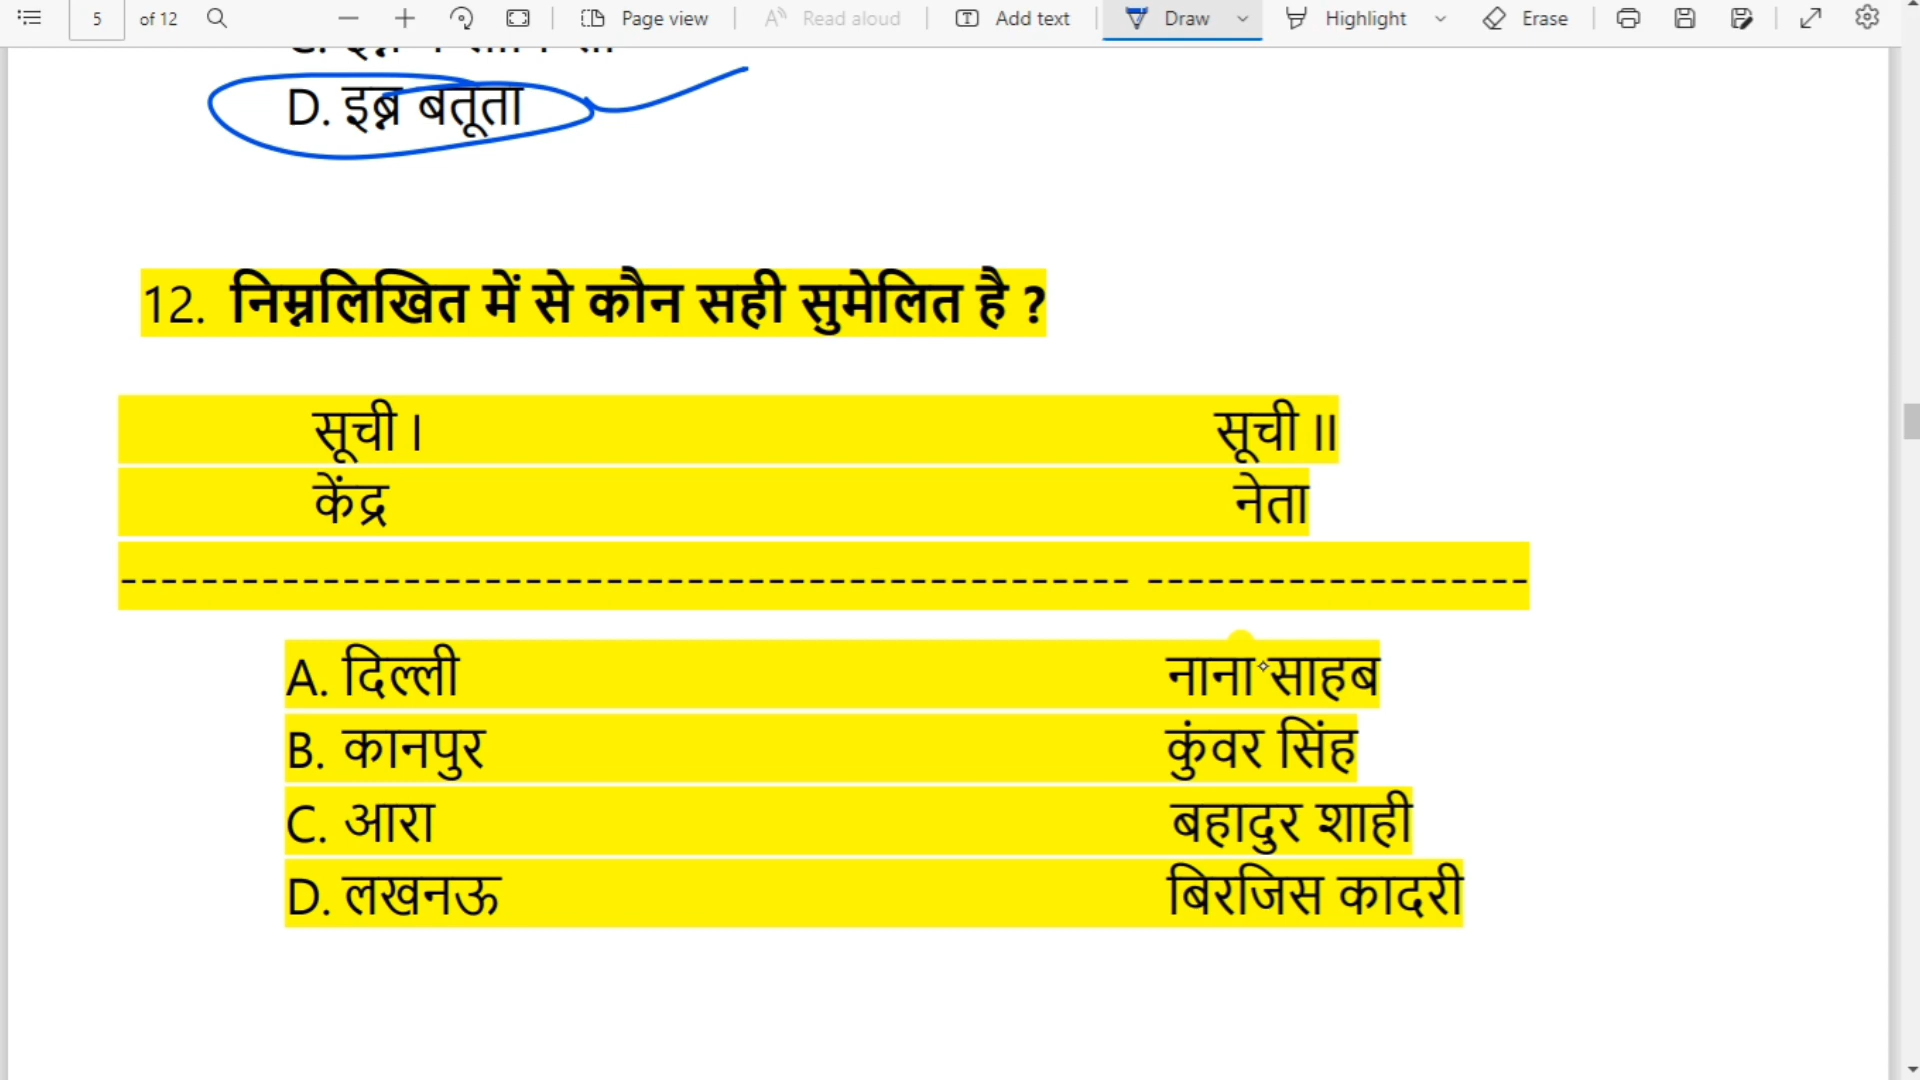 5 of 12 Page view Read aloud Add text Draw Highlight Erase
D. इब्न बतूता
12. निम्नलिखित में से कौन सही सुमेलित है ?
सूची I सूची II
केंद्र नेता
-------------------------------------------------- -------------------
A. दिल्ली नाना साहब
B. कानपुर कुंवर सिंह
C. आरा बहादुर शाही
D. लखनऊ बिरजिस कादरी